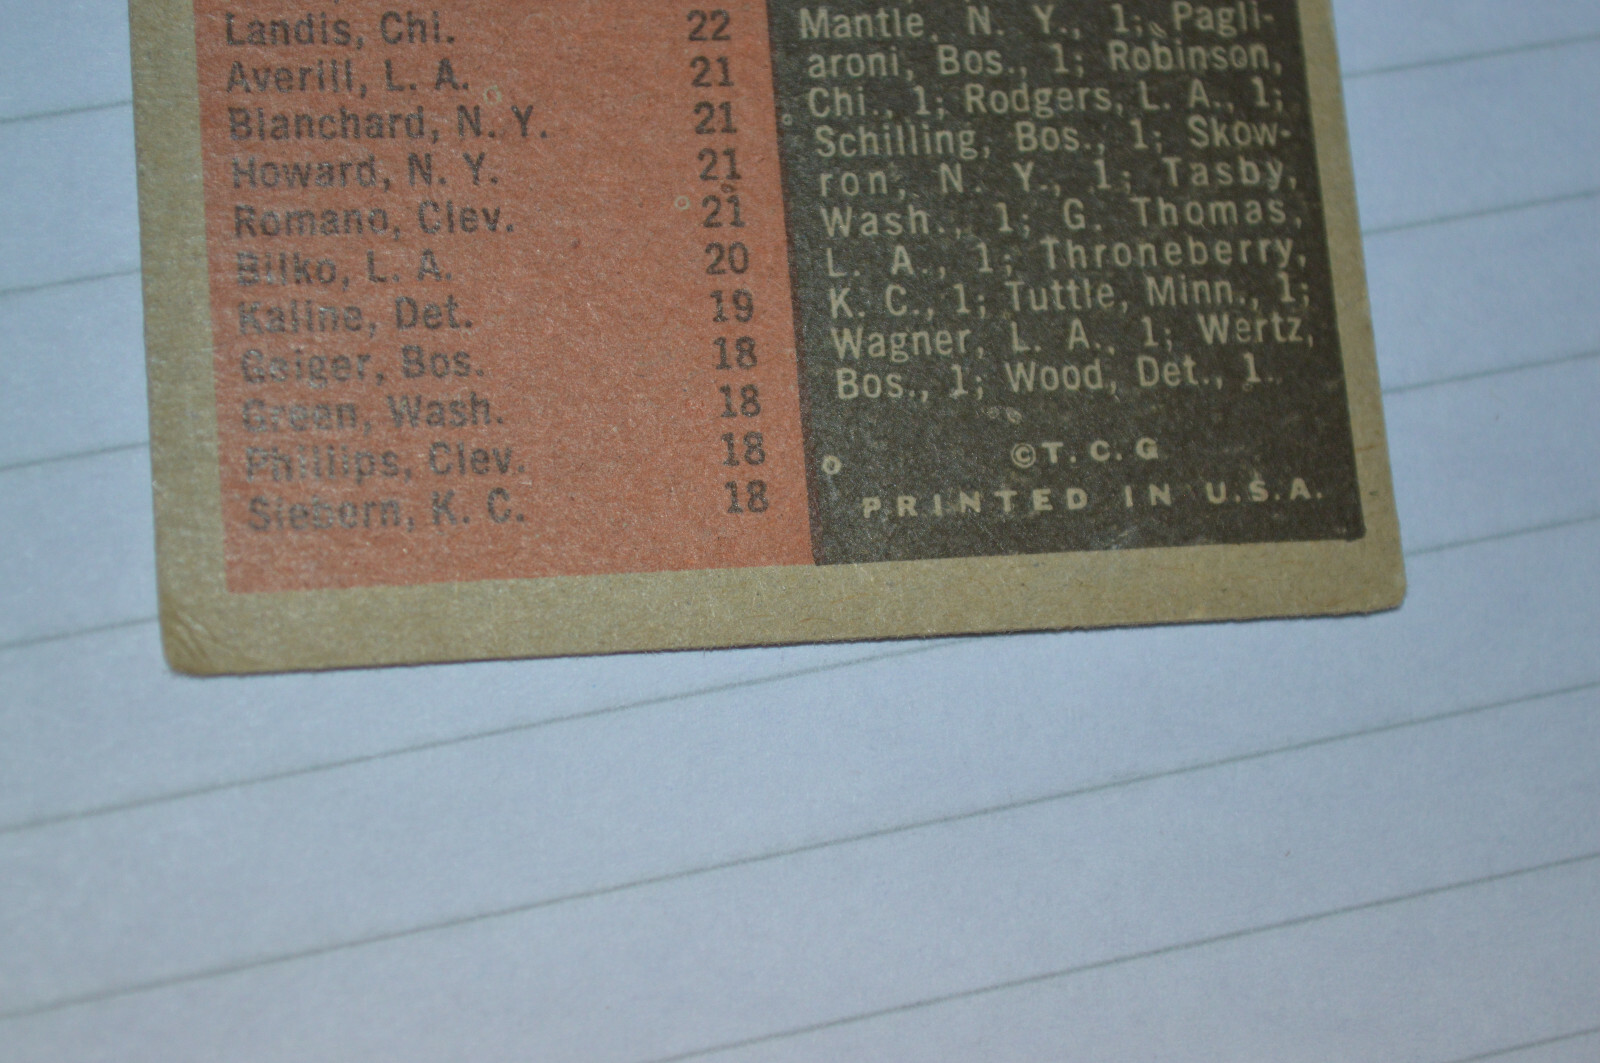 Landis, Chi. 22
Averill, L. A. 21
Blanchard, N. Y. 21
Howard, N. Y. 21
Romano, Clev. 21
Bilko, L. A. 20
Kaline, Det. 19
Geiger, Bos. 18
Green, Wash. 18
Phillips, Clev. 18
Siebern, K. C. 18
Mantle, N. Y., 1; Pagli-
aroni, Bos., 1; Robinson,
Chi., 1; Rodgers, L. A., 1;
Schilling, Bos., 1; Skow-
ron, N. Y., 1; Tasby,
Wash., 1; G. Thomas,
L. A., 1; Throneberry,
K. C., 1; Tuttle, Minn., 1;
Wagner, L. A., 1; Wertz,
Bos., 1; Wood, Det., 1.
©T. C. G
PRINTED IN U.S.A.